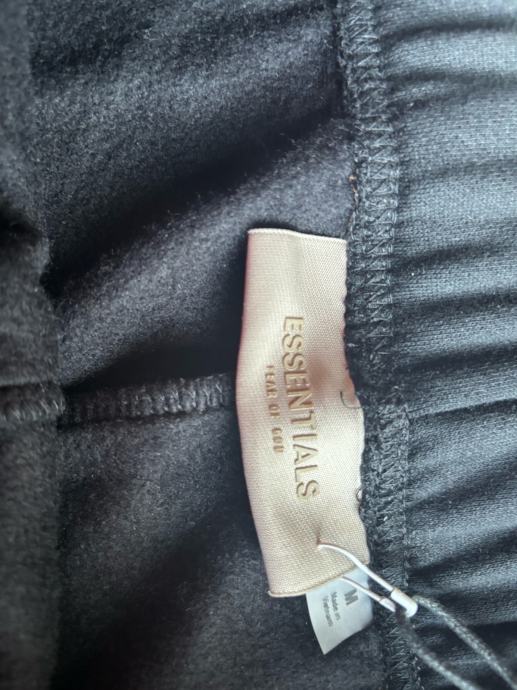 ESSENTIALS
FEAR OF GOD
M
Made in
Vietnam